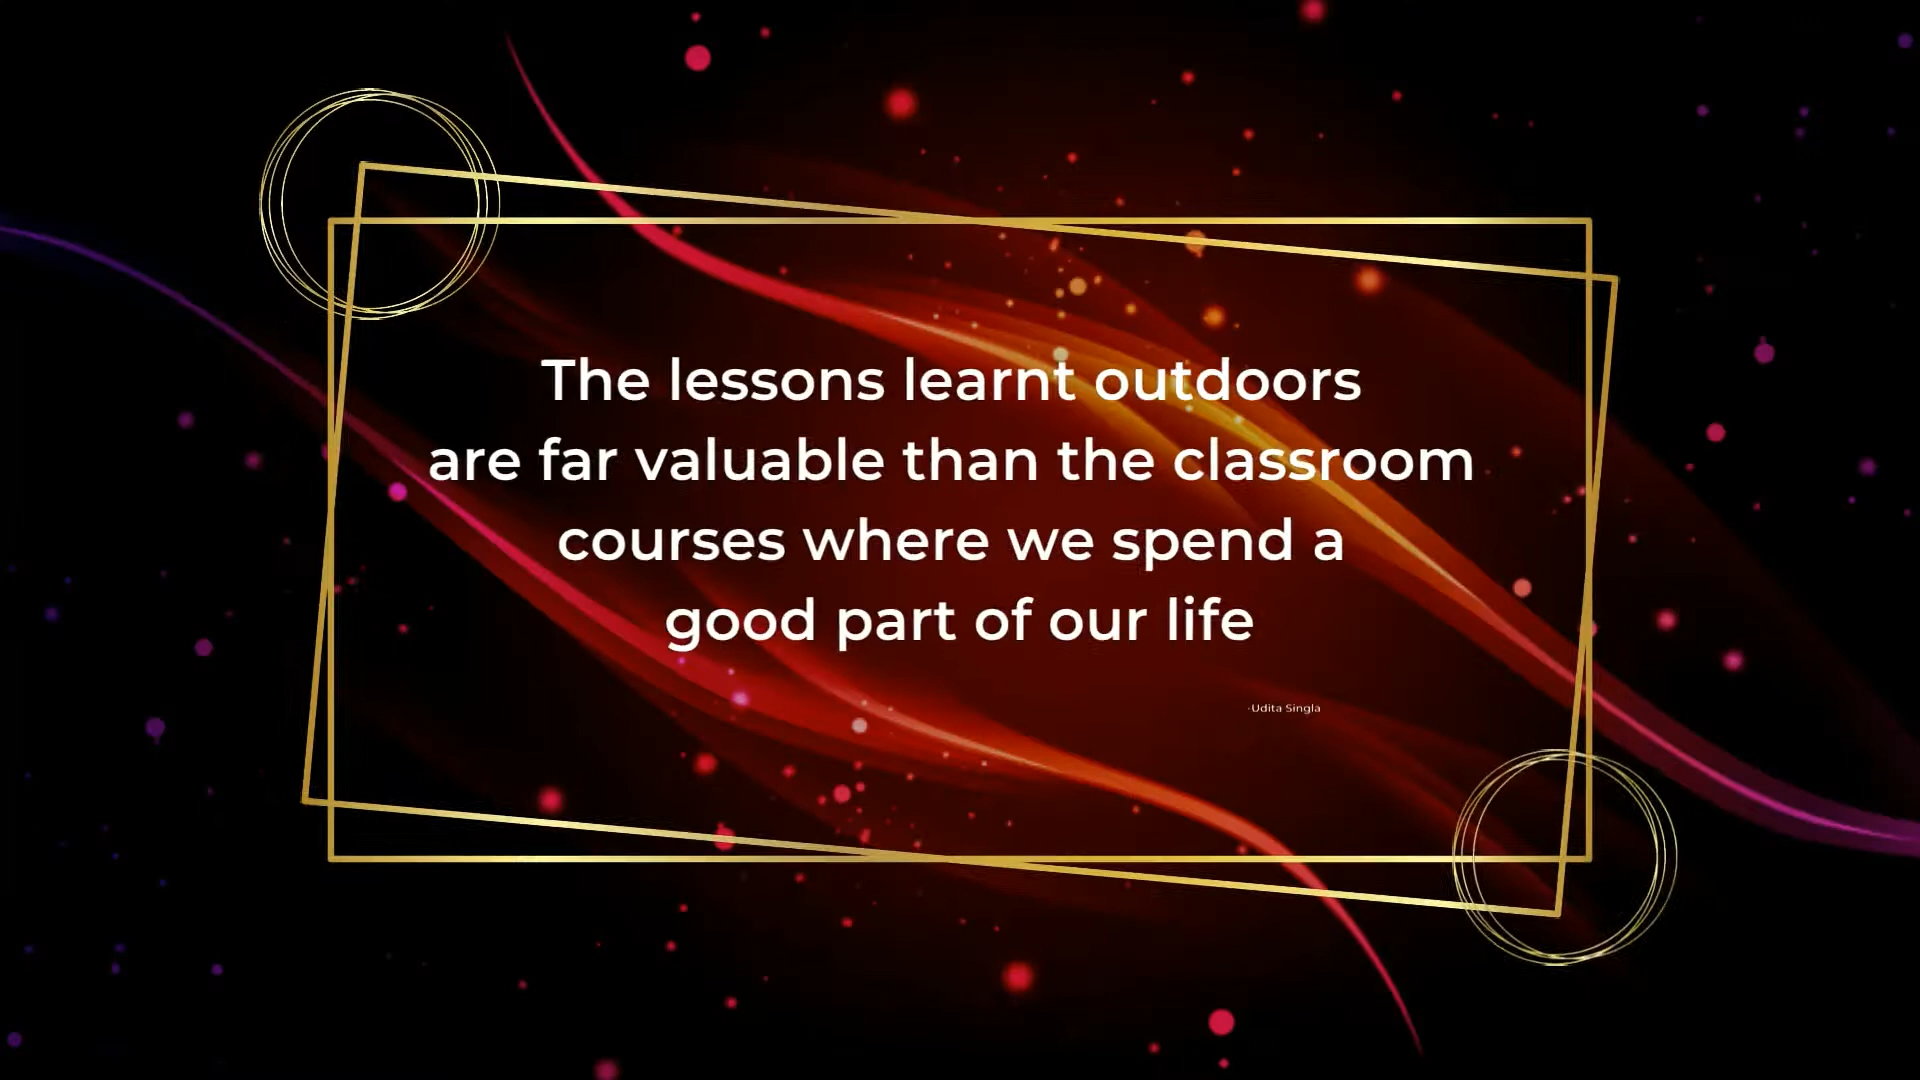 The lessons learnt outdoors
are far valuable than the classroom
courses where we spend a
good part of our life
-Udita Singla